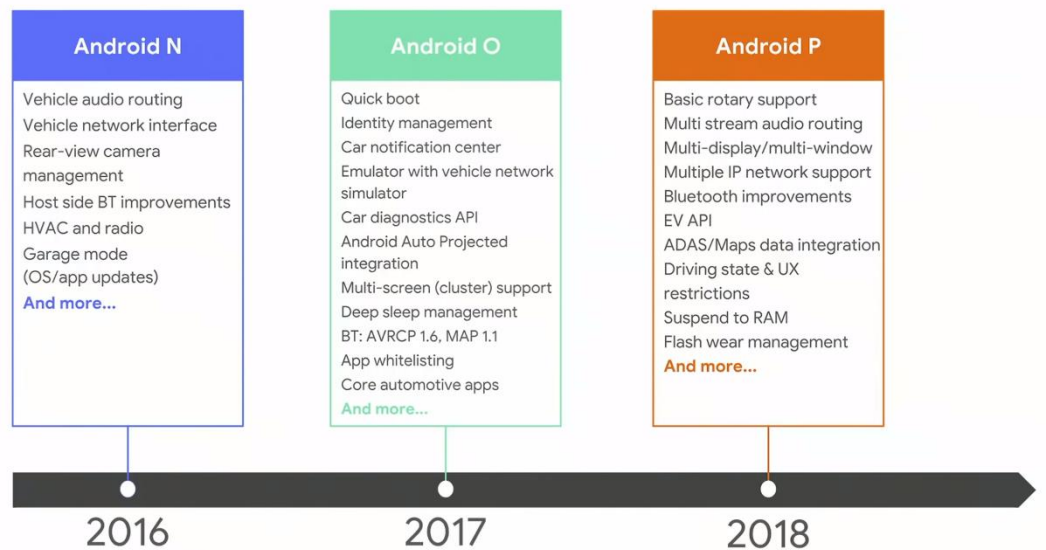 Android N
Vehicle audio routing
Vehicle network interface
Rear-view camera
management
Host side BT improvements
HVAC and radio
Garage mode
(OS/app updates)
And more...
Android O
Quick boot
Identity management
Car notification center
Emulator with vehicle network
simulator
Car diagnostics API
Android Auto Projected
integration
Multi-screen (cluster) support
Deep sleep management
BT: AVRCP 1.6, MAP 1.1
App whitelisting
Core automotive apps
And more...
Android P
Basic rotary support
Multi stream audio routing
Multi-display/multi-window
Multiple IP network support
Bluetooth improvements
EV API
ADAS/Maps data integration
Driving state & UX
restrictions
Suspend to RAM
Flash wear management
And more...
2016
2017
2018